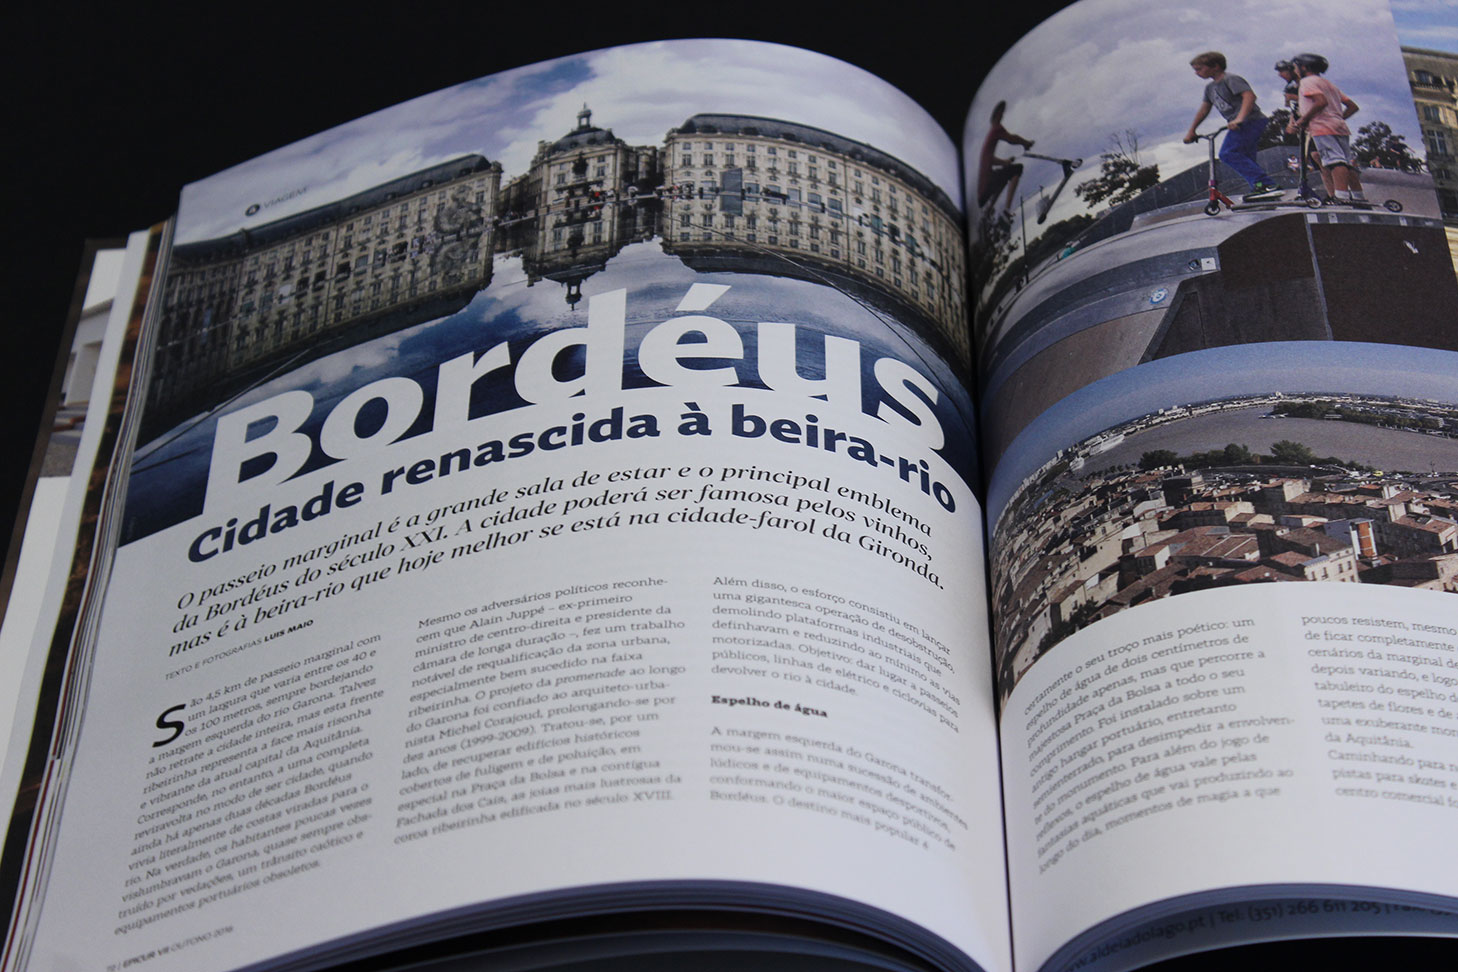 VIAGEM
Bordéus
Cidade renascida à beira-rio
O passeio marginal é a grande sala de estar e o principal emblema
da Bordéus do século XXI. A cidade poderá ser famosa pelos vinhos,
mas é à beira-rio que hoje melhor se está na cidade-farol da Gironda.
TEXTO E FOTOGRAFIAS LUIS MAIO
São 4,5 km de passeio marginal com
um largura que varia entre os 40 e
os 100 metros, sempre bordejando
a margem esquerda do rio Garona. Talvez
não retrate a cidade inteira, mas esta frente
ribeirinha representa a face mais risonha
e vibrante da atual capital da Aquitânia.
Corresponde, no entanto, a uma completa
reviravolta no modo de ser cidade, quando
ainda há apenas duas décadas Bordéus
vivia literalmente de costas viradas para o
rio. Na verdade, os habitantes poucas vezes
vislumbravam o Garona, quase sempre obs-
truído por vedações, um trânsito caótico e
equipamentos portuários obsoletos.
Mesmo os adversários políticos reconhe-
cem que Alain Juppé – ex-primeiro
ministro de centro-direita e presidente da
câmara de longa duração –, fez um trabalho
notável de requalificação da zona urbana,
especialmente bem sucedido na faixa
ribeirinha. O projeto da promenade ao longo
do Garona foi confiado ao arquiteto-urba-
nista Michel Corajoud, prolongando-se por
dez anos (1999-2009). Tratou-se, por um
lado, de recuperar edifícios históricos
cobertos de fuligem e de poluição, em
especial na Praça da Bolsa e na contígua
Fachada dos Cais, as joias mais lustrosas da
coroa ribeirinha edificada no século XVIII.
Além disso, o esforço consistiu em lançar
uma gigantesca operação de desobstrução,
demolindo plataformas industriais que
definhavam e reduzindo ao mínimo as vias
motorizadas. Objetivo: dar lugar a passeios
públicos, linhas de elétrico e ciclovias para
devolver o rio à cidade.
Espelho de água
A margem esquerda do Garona transfor-
mou-se assim numa sucessão de ambientes
lúdicos e de equipamentos desportivos,
conformando o maior espaço público de
Bordéus. O destino mais popular é
certamente o seu troço mais poético: um
espelho de água de dois centímetros de
profundidade apenas, mas que percorre a
majestosa Praça da Bolsa a todo o seu
comprimento. Foi instalado sobre um
antigo hangar portuário, entretanto
semienterrado, para desimpedir a envolven-
te do monumento. Para além do jogo de
reflexos, o espelho de água vale pelas
fantasias aquáticas que vai produzindo ao
longo do dia, momentos de magia a que
poucos resistem, mesmo
de ficar completamente
cenários da marginal de
depois variando, e logo
tabuleiro do espelho d
tapetes de flores e de
uma exuberante mon
da Aquitânia.
Caminhando para n
pistas para skates e
centro comercial f
72 | EPICUR VII OUTONO 2016
www.aldeiadolago.pt | Tel: (351) 266 611 205 |